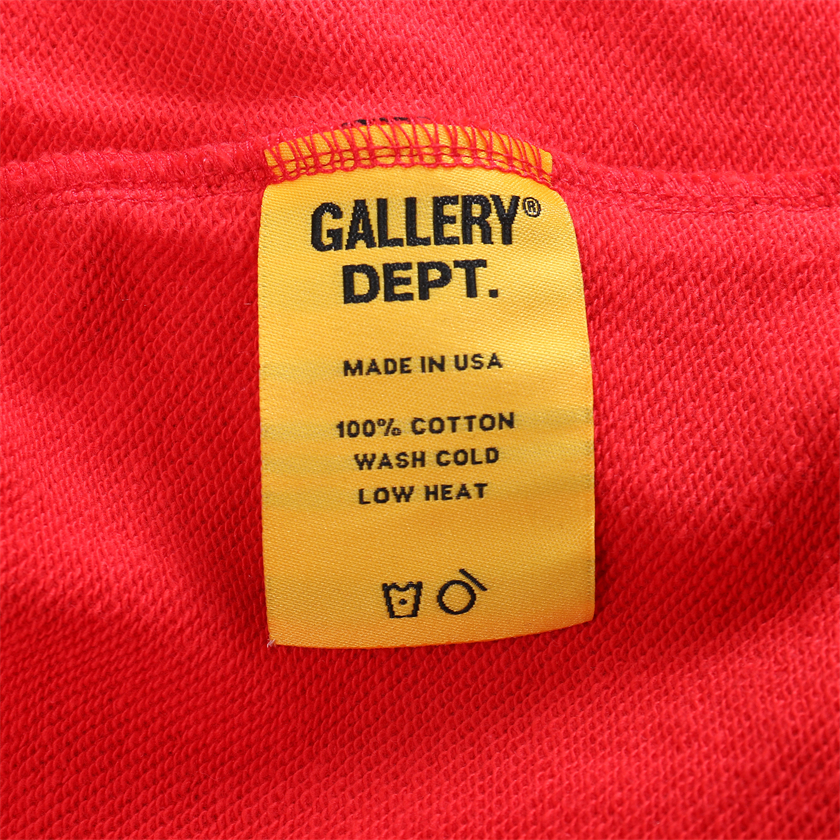 GALLERY®
DEPT.
MADE IN USA
100% COTTON
WASH COLD
LOW HEAT